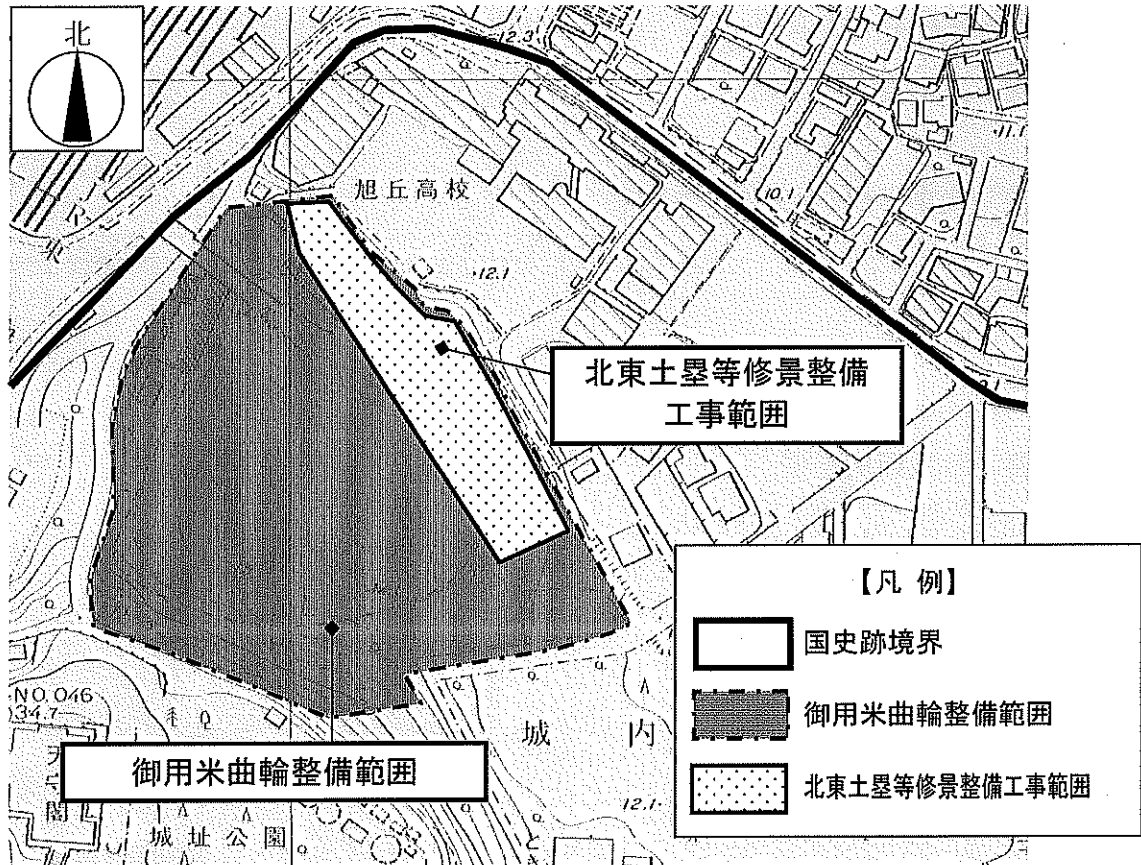 北
12.3
旭丘高校
10.1
11.1
12.1
北東土塁等修景整備
工事範囲
【凡 例】
国史跡境界
御用米曲輪整備範囲
北東土塁等修景整備工事範囲
NO.046
34.7
城 内
御用米曲輪整備範囲
12.1
城址公園